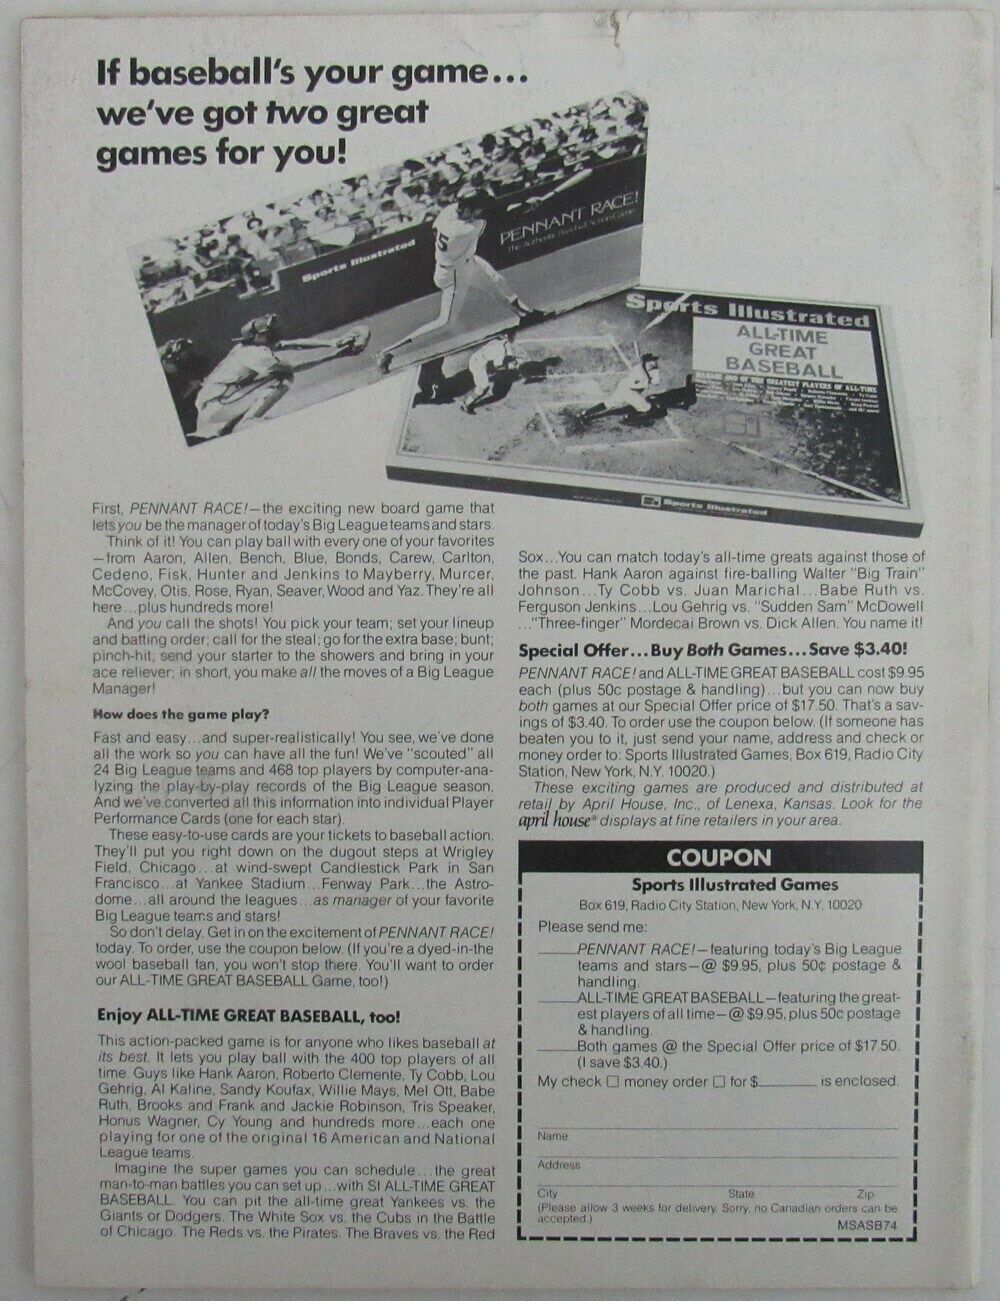 If baseball's your game...
we've got two great
games for you!
PENNANT RACE!
The Authentic Baseball Action Game
Sports Illustrated
5
Sports Illustrated
ALL-TIME
GREAT
BASEBALL
Sports Illustrated
First, PENNANT RACE!—the exciting new board game that
lets you be the manager of today's Big League teams and stars.
Think of it! You can play ball with every one of your favorites
—from Aaron, Allen, Bench, Blue, Bonds, Carew, Carlton,
Cedeno, Fisk, Hunter and Jenkins to Mayberry, Murcer,
McCovey, Otis, Rose, Ryan, Seaver, Wood and Yaz. They're all
here...plus hundreds more!
And you call the shots! You pick your team; set your lineup
and batting order; call for the steal; go for the extra base; bunt;
pinch-hit; send your starter to the showers and bring in your
ace reliever; in short, you make all the moves of a Big League
Manager!
How does the game play?
Fast and easy...and super-realistically! You see, we've done
all the work so you can have all the fun! We've "scouted" all
24 Big League teams and 468 top players by computer-ana-
lyzing the play-by-play records of the Big League season.
And we've converted all this information into individual Player
Performance Cards (one for each star).
These easy-to-use cards are your tickets to baseball action.
They'll put you right down on the dugout steps at Wrigley
Field, Chicago...at wind-swept Candlestick Park in San
Francisco...at Yankee Stadium...Fenway Park...the Astro-
dome...all around the leagues...as manager of your favorite
Big League teams and stars!
So don't delay. Get in on the excitement of PENNANT RACE!
today. To order, use the coupon below. (If you're a dyed-in-the
wool baseball fan, you won't stop there. You'll want to order
our ALL-TIME GREAT BASEBALL Game, too!)
Enjoy ALL-TIME GREAT BASEBALL, too!
This action-packed game is for anyone who likes baseball at
its best. It lets you play ball with the 400 top players of all
time. Guys like Hank Aaron, Roberto Clemente, Ty Cobb, Lou
Gehrig, Al Kaline, Sandy Koufax, Willie Mays, Mel Ott, Babe
Ruth, Brooks and Frank and Jackie Robinson, Tris Speaker,
Honus Wagner, Cy Young and hundreds more...each one
playing for one of the original 16 American and National
League teams.
Imagine the super games you can schedule...the great
man-to-man battles you can set up...with SI ALL-TIME GREAT
BASEBALL. You can pit the all-time great Yankees vs. the
Giants or Dodgers. The White Sox vs. the Cubs in the Battle
of Chicago. The Reds vs. the Pirates. The Braves vs. the Red
Sox...You can match today's all-time greats against those of
the past. Hank Aaron against fire-balling Walter "Big Train"
Johnson...Ty Cobb vs. Juan Marichal...Babe Ruth vs.
Ferguson Jenkins...Lou Gehrig vs. "Sudden Sam" McDowell
..."Three-finger" Mordecai Brown vs. Dick Allen. You name it!
Special Offer...Buy Both Games...Save $3.40!
PENNANT RACE! and ALL-TIME GREAT BASEBALL cost $9.95
each (plus 50c postage & handling)...but you can now buy
both games at our Special Offer price of $17.50. That's a sav-
ings of $3.40. To order use the coupon below. (If someone has
beaten you to it, just send your name, address and check or
money order to: Sports Illustrated Games, Box 619, Radio City
Station, New York, N.Y. 10020.)
These exciting games are produced and distributed at
retail by April House, Inc., of Lenexa, Kansas. Look for the
april house® displays at fine retailers in your area.
COUPON
Sports Illustrated Games
Box 619, Radio City Station, New York, N.Y. 10020
Please send me:
____PENNANT RACE!—featuring today's Big League
teams and stars—@ $9.95, plus 50¢ postage &
handling.
____ALL-TIME GREAT BASEBALL—featuring the great-
est players of all time—@ $9.95, plus 50c postage
& handling.
____Both games @ the Special Offer price of $17.50.
(I save $3.40.)
My check ☐ money order ☐ for $______ is enclosed.
Name
Address
City State Zip
(Please allow 3 weeks for delivery. Sorry, no Canadian orders can be
accepted.)
MSASB74